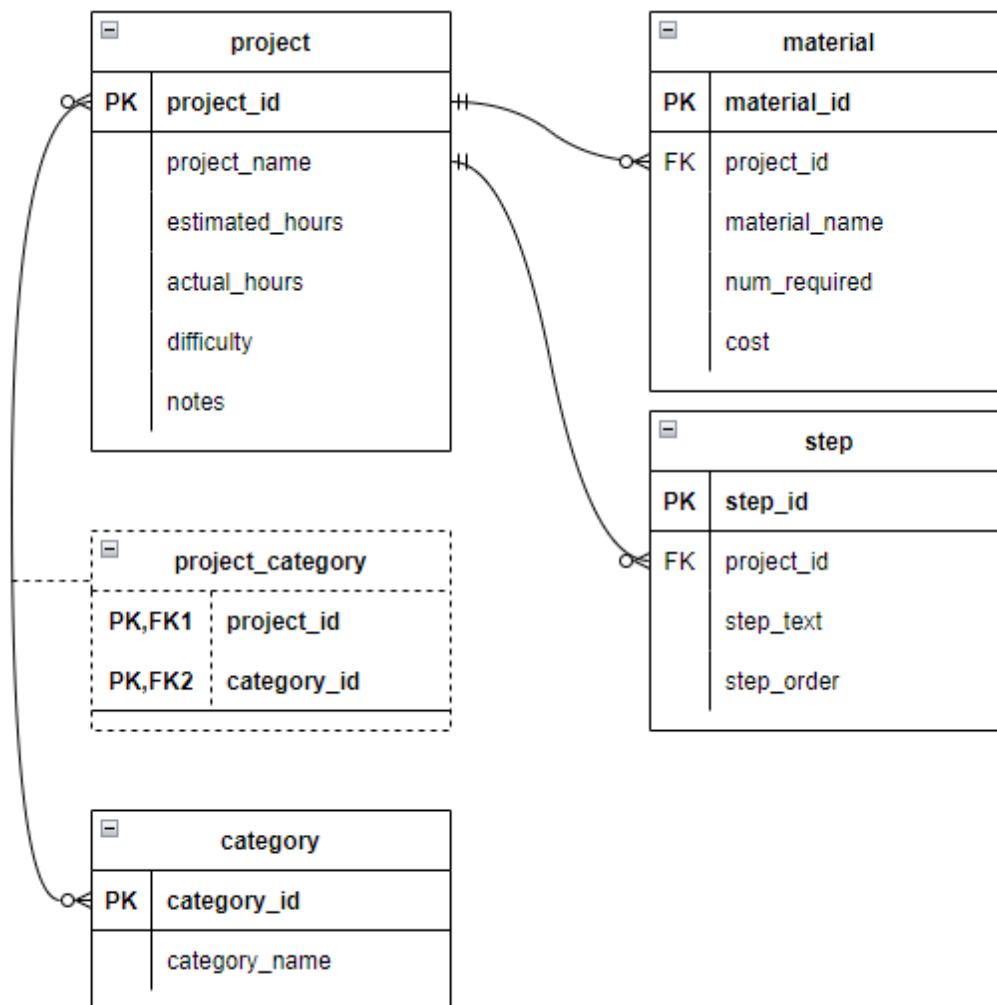 project
PK project_id
project_name
estimated_hours
actual_hours
difficulty
notes
material
PK material_id
FK project_id
material_name
num_required
cost
step
PK step_id
FK project_id
step_text
step_order
project_category
PK,FK1 project_id
PK,FK2 category_id
category
PK category_id
category_name